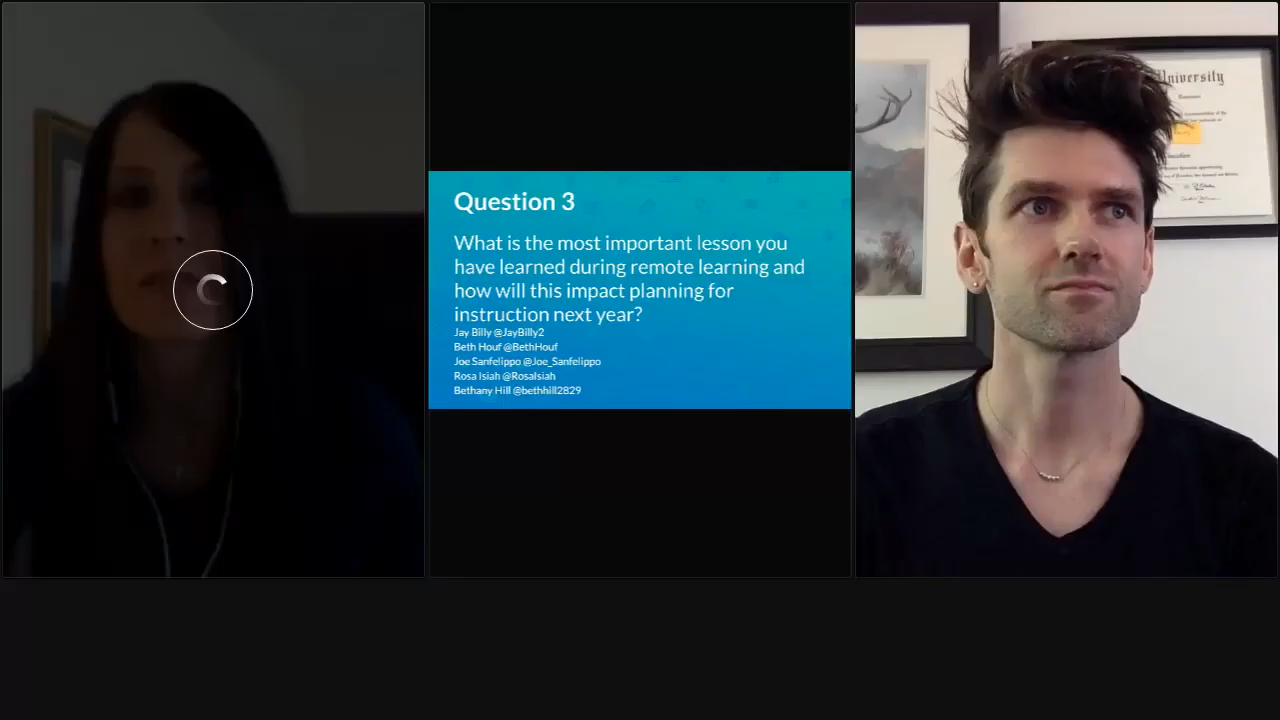 Question 3
What is the most important lesson you
have learned during remote learning and
how will this impact planning for
instruction next year?
Jay Billy @JayBilly2
Beth Houf @BethHouf
Joe Sanfelippo @Joe_Sanfelippo
Rosa Isiah @RosaIsiah
Bethany Hill @bethhill2829
University